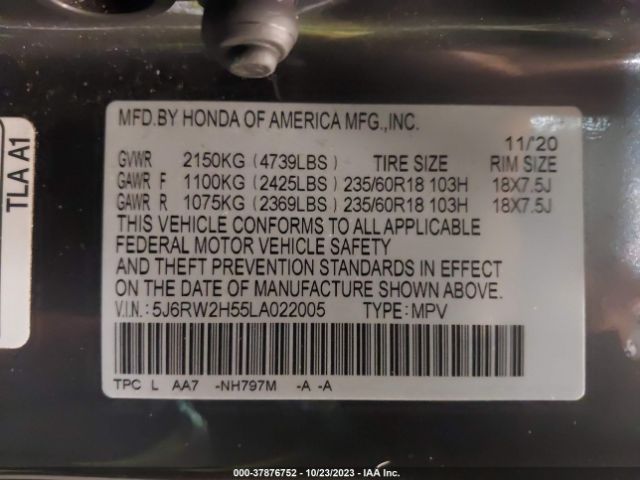 TLA A1
MFD.BY HONDA OF AMERICA MFG.,INC.
11/'20
GVWR 2150KG (4739LBS) TIRE SIZE RIM SIZE
GAWR F 1100KG (2425LBS) 235/60R18 103H 18X7.5J
GAWR R 1075KG (2369LBS) 235/60R18 103H 18X7.5J
THIS VEHICLE CONFORMS TO ALL APPLICABLE
FEDERAL MOTOR VEHICLE SAFETY
AND THEFT PREVENTION STANDARDS IN EFFECT
ON THE DATE OF MANUFACTURE SHOWN ABOVE.
V.I.N.: 5J6RW2H55LA022005 TYPE: MPV
TPC L AA7 -NH797M -A -A
000-37876752 - 10/23/2023 - IAA Inc.